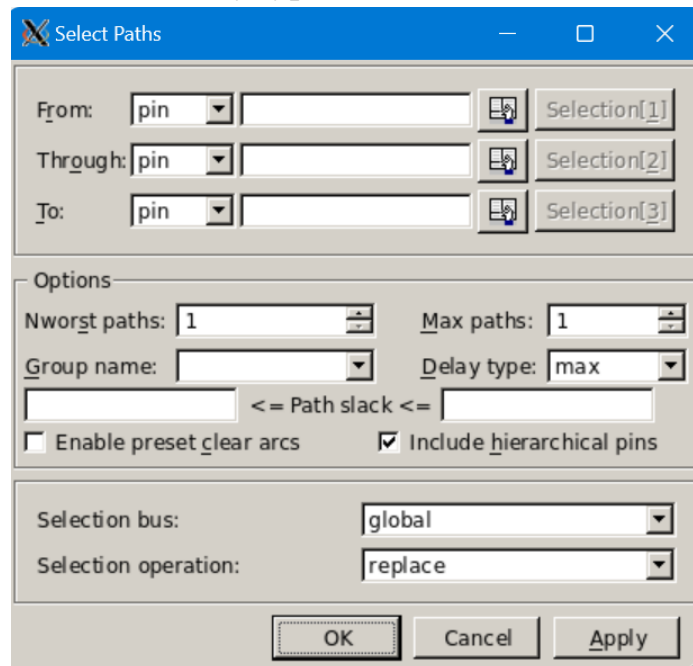 Select Paths
From: pin Selection[1]
Through: pin Selection[2]
To: pin Selection[3]
Options
Nworst paths: 1 Max paths: 1
Group name: Delay type: max
<= Path slack <=
Enable preset clear arcs Include hierarchical pins
Selection bus: global
Selection operation: replace
OK Cancel Apply